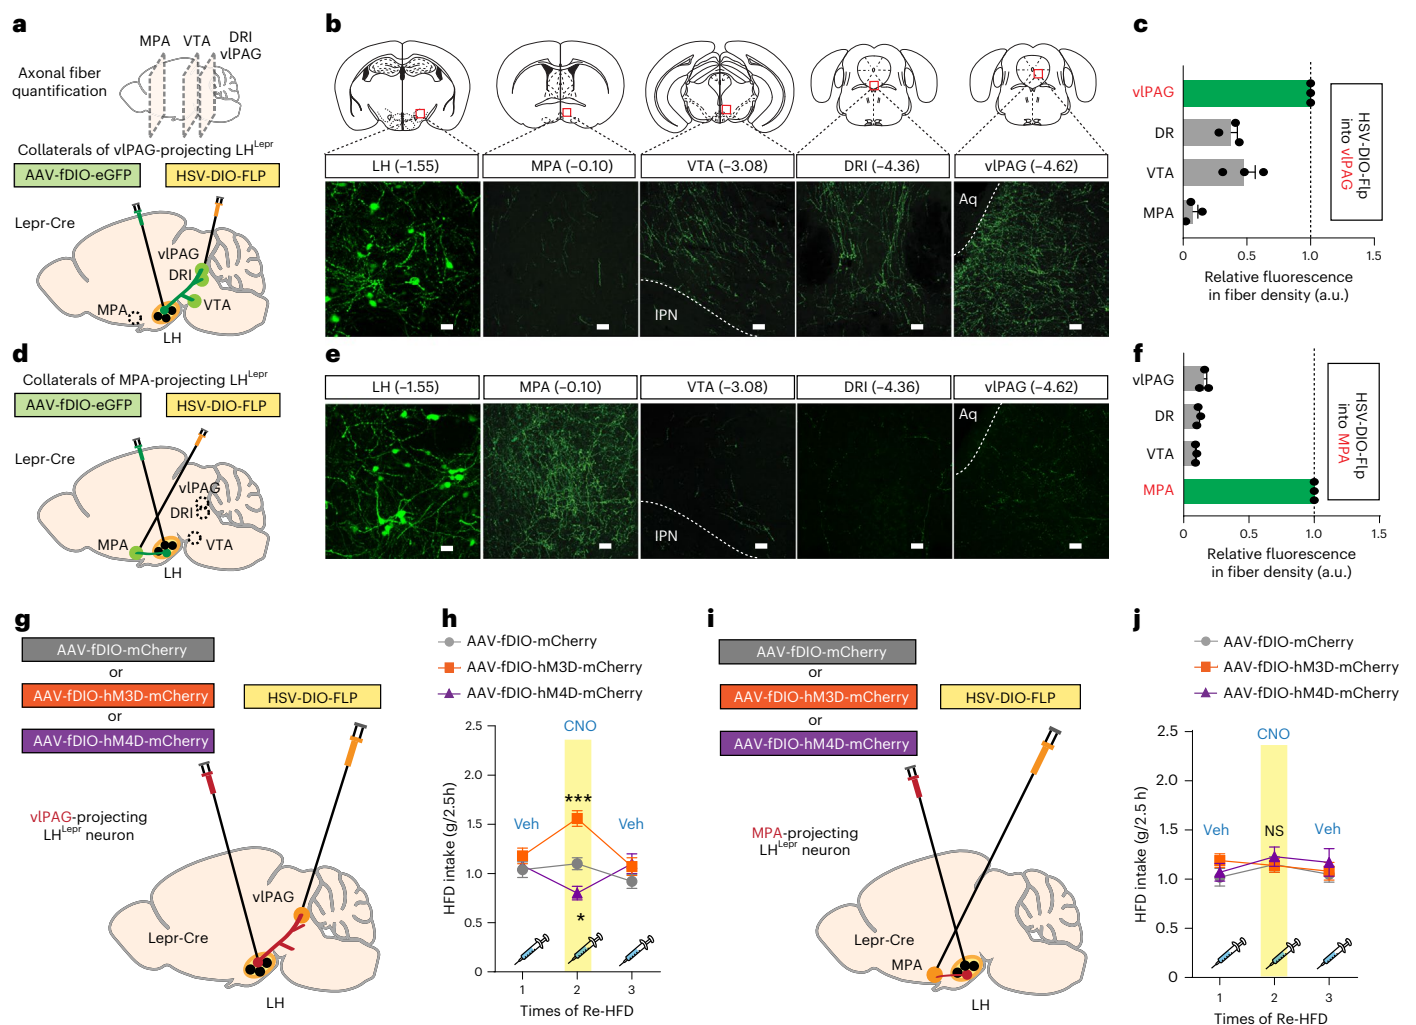 a
MPA VTA DRI
vlPAG
Axonal fiber
quantification
Collaterals of vlPAG-projecting LH^Lepr
AAV-fDIO-eGFP HSV-DIO-FLP
Lepr-Cre
vlPAG
DRI
MPA
VTA
LH
b
LH (−1.55) MPA (−0.10) VTA (−3.08) DRI (−4.36) vlPAG (−4.62)
IPN
Aq
c
vlPAG
DR
VTA
MPA
0 0.5 1.0 1.5
Relative fluorescence
in fiber density (a.u.)
HSV-DIO-Flp
into vlPAG
d
Collaterals of MPA-projecting LH^Lepr
AAV-fDIO-eGFP HSV-DIO-FLP
Lepr-Cre
vlPAG
DRI
MPA
VTA
LH
e
LH (−1.55) MPA (−0.10) VTA (−3.08) DRI (−4.36) vlPAG (−4.62)
IPN
Aq
f
vlPAG
DR
VTA
MPA
0 0.5 1.0 1.5
Relative fluorescence
in fiber density (a.u.)
HSV-DIO-Flp
into MPA
g
AAV-fDIO-mCherry
or
AAV-fDIO-hM3D-mCherry
or
AAV-fDIO-hM4D-mCherry
HSV-DIO-FLP
vlPAG-projecting
LH^Lepr neuron
vlPAG
Lepr-Cre
LH
h
AAV-fDIO-mCherry
AAV-fDIO-hM3D-mCherry
AAV-fDIO-hM4D-mCherry
CNO
2.5
2.0
1.5
1.0
0.5
0
HFD intake (g/2.5h)
Veh
***
Veh
*
1 2 3
Times of Re-HFD
i
AAV-fDIO-mCherry
or
AAV-fDIO-hM3D-mCherry
or
AAV-fDIO-hM4D-mCherry
HSV-DIO-FLP
MPA-projecting
LH^Lepr neuron
Lepr-Cre
MPA
LH
j
AAV-fDIO-mCherry
AAV-fDIO-hM3D-mCherry
AAV-fDIO-hM4D-mCherry
CNO
2.5
2.0
1.5
1.0
0.5
0
HFD intake (g/2.5 h)
Veh
NS
Veh
1 2 3
Times of Re-HFD